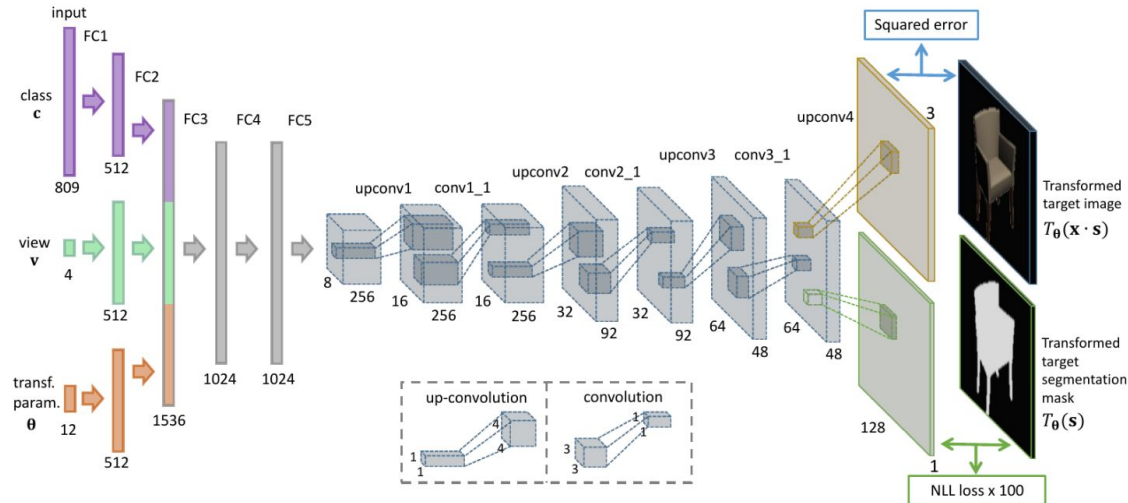 input
FC1
FC2
FC3
FC4
FC5
class
c
809
512
view
v
4
512
transf.
param.
θ
12
512
1536
1024
1024
upconv1
conv1_1
upconv2
conv2_1
upconv3
conv3_1
upconv4
8
256
16
256
16
256
32
92
32
92
64
48
64
48
3
128
1
Squared error
Transformed
target image
T_θ(x · s)
Transformed
target
segmentation
mask
T_θ(s)
NLL loss x 100
up-convolution
1
1
4
4
convolution
3
3
1
1